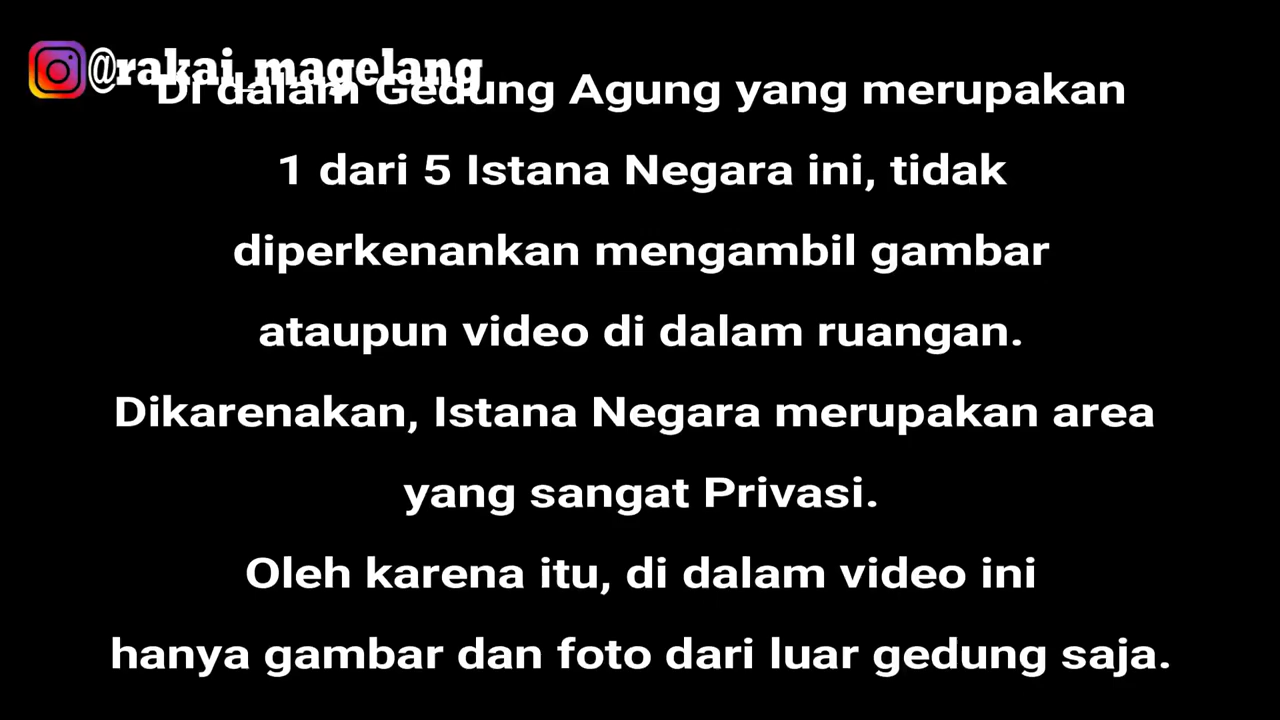 @rakai_magelang
Di dalam Gedung Agung yang merupakan
1 dari 5 Istana Negara ini, tidak
diperkenankan mengambil gambar
ataupun video di dalam ruangan.
Dikarenakan, Istana Negara merupakan area
yang sangat Privasi.
Oleh karena itu, di dalam video ini
hanya gambar dan foto dari luar gedung saja.